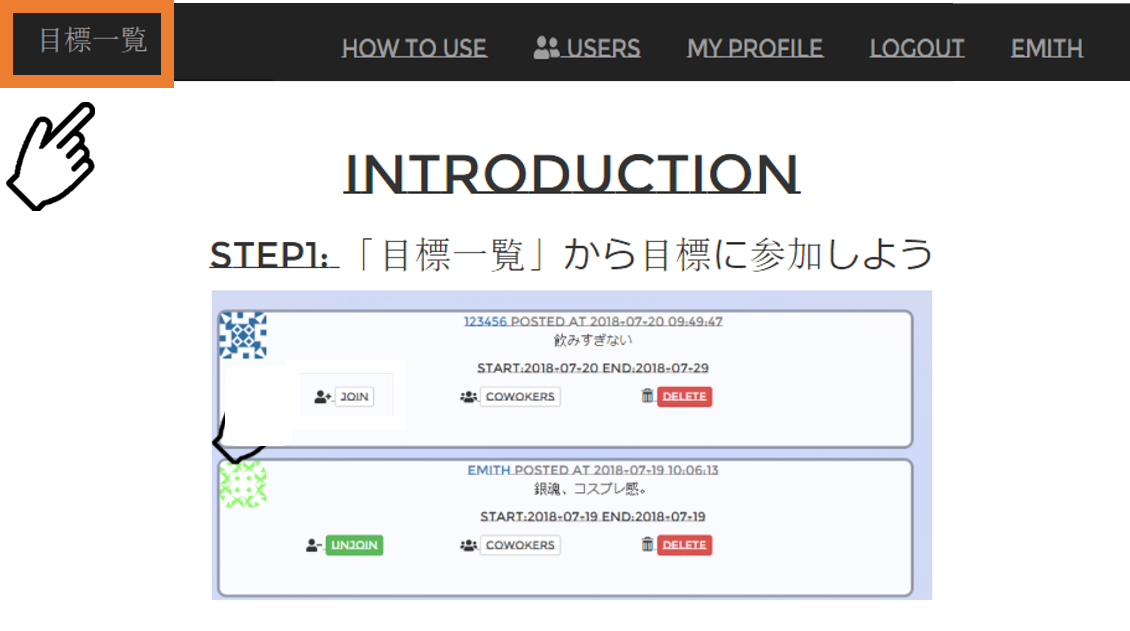 目標一覧 HOW TO USE USERS MY PROFILE LOGOUT EMITH
INTRODUCTION
STEP1:「目標一覧」から目標に参加しよう
123456 POSTED AT 2018-07-20 09:49:47
飲みすぎない
START:2018-07-20 END:2018-07-29
JOIN COWOKERS DELETE
EMITH POSTED AT 2018-07-19 10:06:13
銀魂、コスプレ感。
START:2018-07-19 END:2018-07-19
UNJOIN COWOKERS DELETE